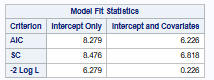 Model Fit Statistics
Criterion Intercept Only Intercept and Covariates
AIC 8.279 6.226
SC 8.476 6.818
-2 Log L 6.279 0.226